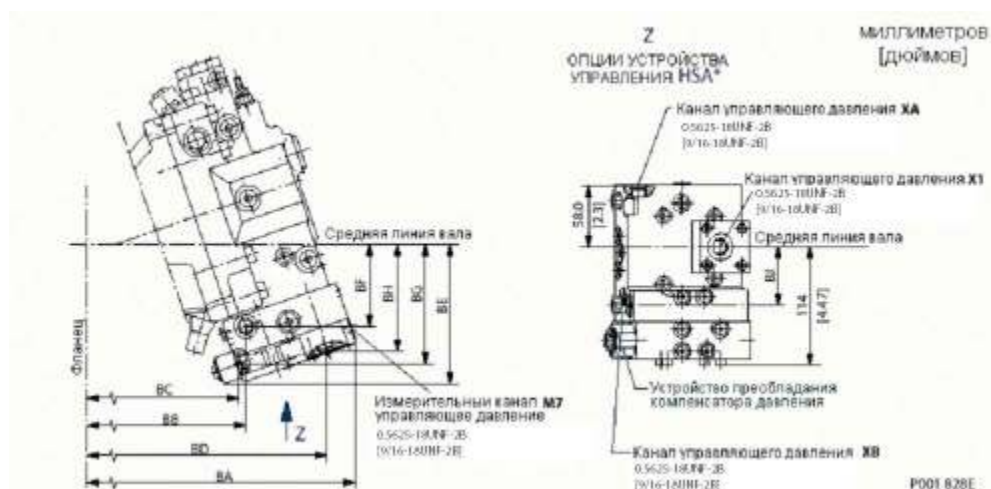 Z
ОПЦИИ УСТРОЙСТВА
УПРАВЛЕНИЯ HSA*
миллиметров
[дюймов]
Канал управляющего давления XA
0.5625-18UNF-2B
[9/16-18UNF-2B]
Канал управляющего давления X1
0.5625-18UNF-2B
[9/16-18UNF-2B]
58.0
[2.3]
Средняя линия вала
Средняя линия вала
BF
BH
BG
BE
BJ
114
[4.47]
Фланец
BC
BB
BD
BA
Z
Измерительный канал M7
управляющее давление
0.5625-18UNF-2B
[9/16-18UNF-2B]
Устройство преобладания
компенсатора давления
Канал управляющего давления XB
0.5625-18UNF-2B
[9/16-18UNF-2B]
P001 828E